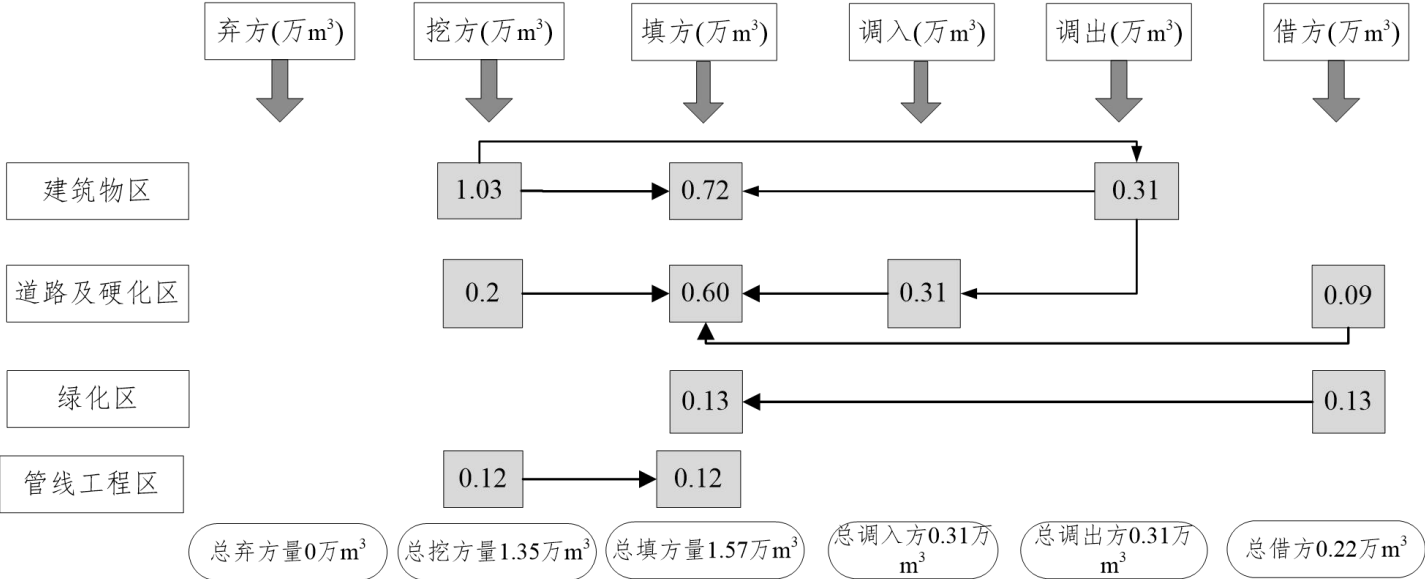 弃方(万m³)
挖方(万m³)
填方(万m³)
调入(万m³)
调出(万m³)
借方(万m³)
建筑物区
1.03
0.72
0.31
道路及硬化区
0.2
0.60
0.31
0.09
绿化区
0.13
0.13
管线工程区
0.12
0.12
总弃方量0万m³
总挖方量1.35万m³
总填方量1.57万m³
总调入方0.31万
m³
总调出方0.31万
m³
总借方0.22万m³